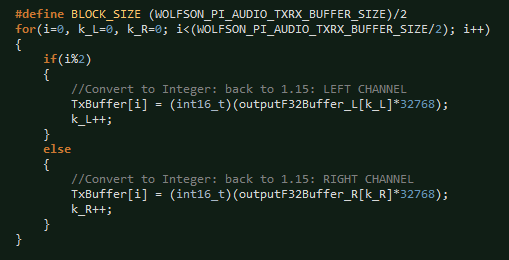 #define BLOCK_SIZE (WOLFSON_PI_AUDIO_TXRX_BUFFER_SIZE)/2
for(i=0, k_L=0, k_R=0; i<(WOLFSON_PI_AUDIO_TXRX_BUFFER_SIZE/2); i++)
{
    if(i%2)
    {
        //Convert to Integer: back to 1.15: LEFT CHANNEL
        TxBuffer[i] = (int16_t)(outputF32Buffer_L[k_L]*32768);
        k_L++;
    }
    else
    {
        //Convert to Integer: back to 1.15: RIGHT CHANNEL
        TxBuffer[i] = (int16_t)(outputF32Buffer_R[k_R]*32768);
        k_R++;
    }
}